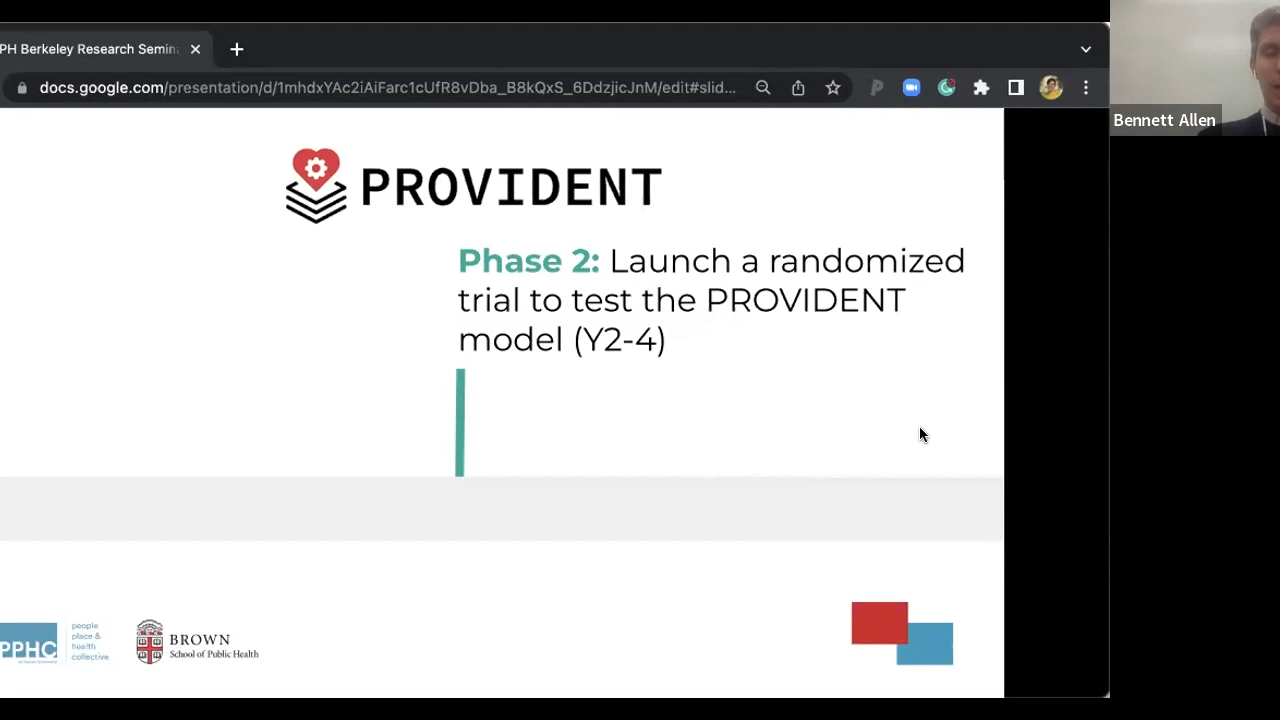 PH Berkeley Research Semin
docs.google.com/presentation/d/1mhdxYAc2iAiFarc1cUfR8vDba_B8kQxS_6DdzjicJnM/edit#slid...
Bennett Allen
PROVIDENT
Phase 2: Launch a randomized
trial to test the PROVIDENT
model (Y2-4)
PPHC
people
place &
health
collective
BROWN
School of Public Health